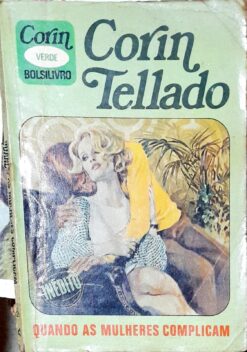 Corin
VERDE
BOLSILIVRO
Corin
Tellado
INÉDITO
QUANDO AS MULHERES COMPLICAM